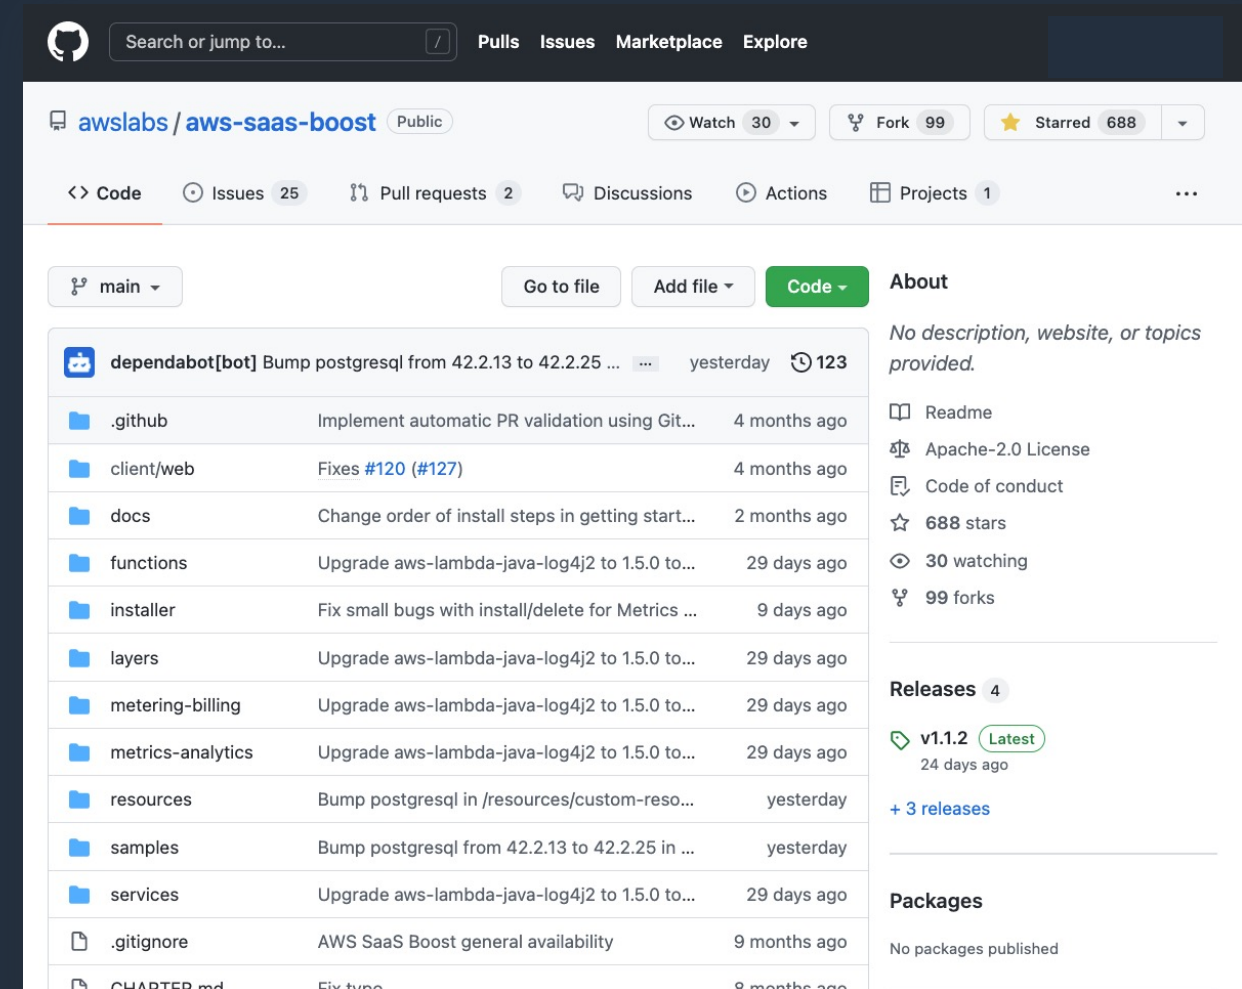 Search or jump to... /
Pulls Issues Marketplace Explore
awslabs / aws-saas-boost Public
Watch 30
Fork 99
Starred 688
<> Code
Issues 25
Pull requests 2
Discussions
Actions
Projects 1
...
main
Go to file
Add file
Code
dependabot[bot] Bump postgresql from 42.2.13 to 42.2.25 ... ... yesterday 123
.github Implement automatic PR validation using Git... 4 months ago
client/web Fixes #120 (#127) 4 months ago
docs Change order of install steps in getting start... 2 months ago
functions Upgrade aws-lambda-java-log4j2 to 1.5.0 to... 29 days ago
installer Fix small bugs with install/delete for Metrics ... 9 days ago
layers Upgrade aws-lambda-java-log4j2 to 1.5.0 to... 29 days ago
metering-billing Upgrade aws-lambda-java-log4j2 to 1.5.0 to... 29 days ago
metrics-analytics Upgrade aws-lambda-java-log4j2 to 1.5.0 to... 29 days ago
resources Bump postgresql in /resources/custom-reso... yesterday
samples Bump postgresql from 42.2.13 to 42.2.25 in ... yesterday
services Upgrade aws-lambda-java-log4j2 to 1.5.0 to... 29 days ago
.gitignore AWS SaaS Boost general availability 9 months ago
CHAPTER.md Fix typo 8 months ago
About
No description, website, or topics
provided.
Readme
Apache-2.0 License
Code of conduct
688 stars
30 watching
99 forks
Releases 4
v1.1.2 Latest
24 days ago
+ 3 releases
Packages
No packages published